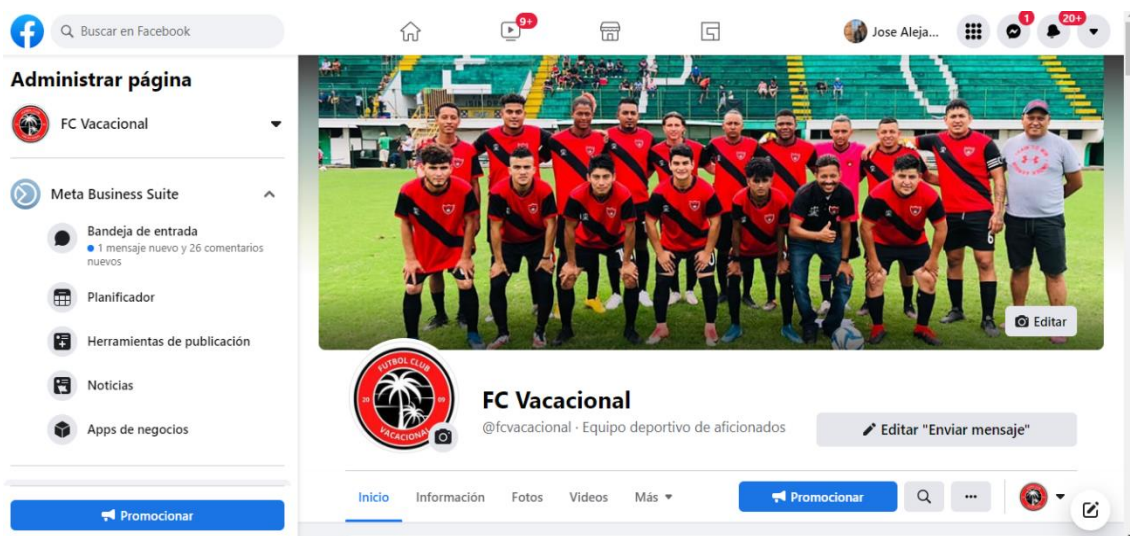 Buscar en Facebook
9+
Jose Aleja...
1
20+
Administrar página
FC Vacacional
Meta Business Suite
Bandeja de entrada
1 mensaje nuevo y 26 comentarios
nuevos
Planificador
Herramientas de publicación
Noticias
Apps de negocios
Promocionar
Editar
FUTBOL CLUB
20 09
VACACIONAL
FC Vacacional
@fcvacacional · Equipo deportivo de aficionados
Editar "Enviar mensaje"
Inicio Información Fotos Videos Más
Promocionar